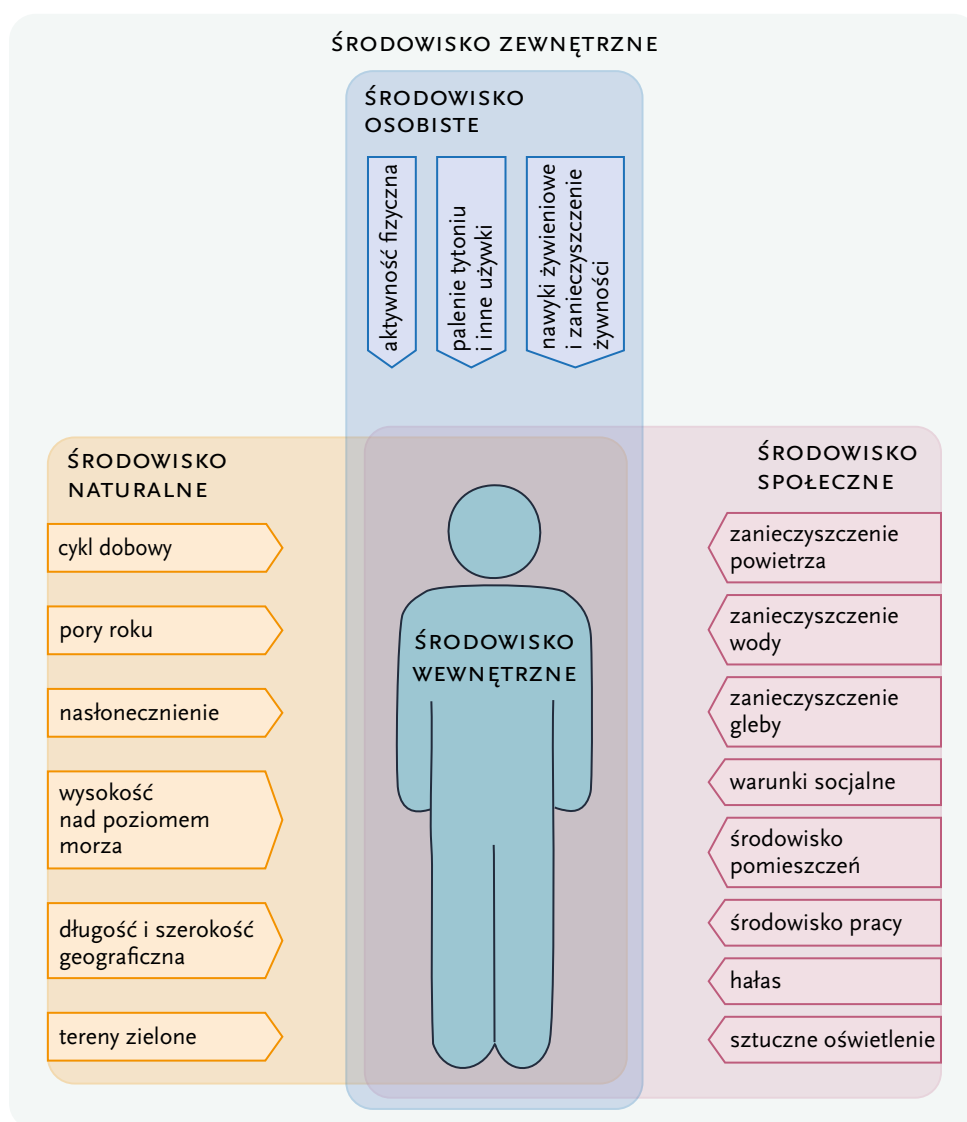 ŚRODOWISKO ZEWNĘTRZNE
ŚRODOWISKO
OSOBISTE
aktywność fizyczna
palenie tytoniu
i inne używki
nawyki żywieniowe
i zanieczyszczenie
żywności
ŚRODOWISKO
NATURALNE
cykl dobowy
pory roku
nasłonecznienie
wysokość
nad poziomem
morza
długość i szerokość
geograficzna
tereny zielone
ŚRODOWISKO
WEWNĘTRZNE
ŚRODOWISKO
SPOŁECZNE
zanieczyszczenie
powietrza
zanieczyszczenie
wody
zanieczyszczenie
gleby
warunki socjalne
środowisko
pomieszczeń
środowisko pracy
hałas
sztuczne oświetlenie